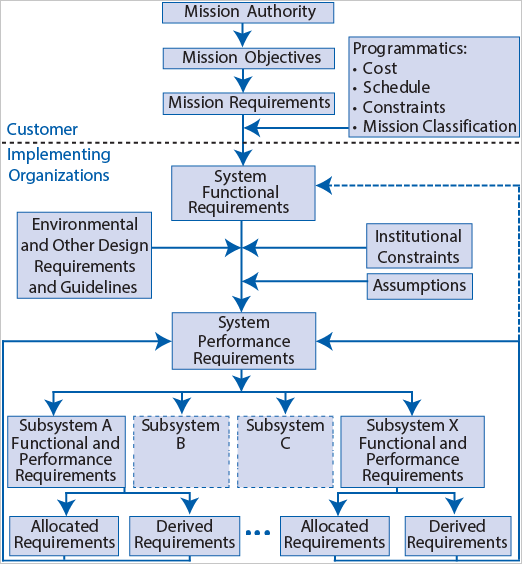 Mission Authority
Mission Objectives
Mission Requirements
Programmatics:
• Cost
• Schedule
• Constraints
• Mission Classification
Customer
Implementing
Organizations
System
Functional
Requirements
Environmental
and Other Design
Requirements
and Guidelines
Institutional
Constraints
Assumptions
System
Performance
Requirements
Subsystem A
Functional and
Performance
Requirements
Subsystem
B
Subsystem
C
Subsystem X
Functional and
Performance
Requirements
Allocated
Requirements
Derived
Requirements
Allocated
Requirements
Derived
Requirements